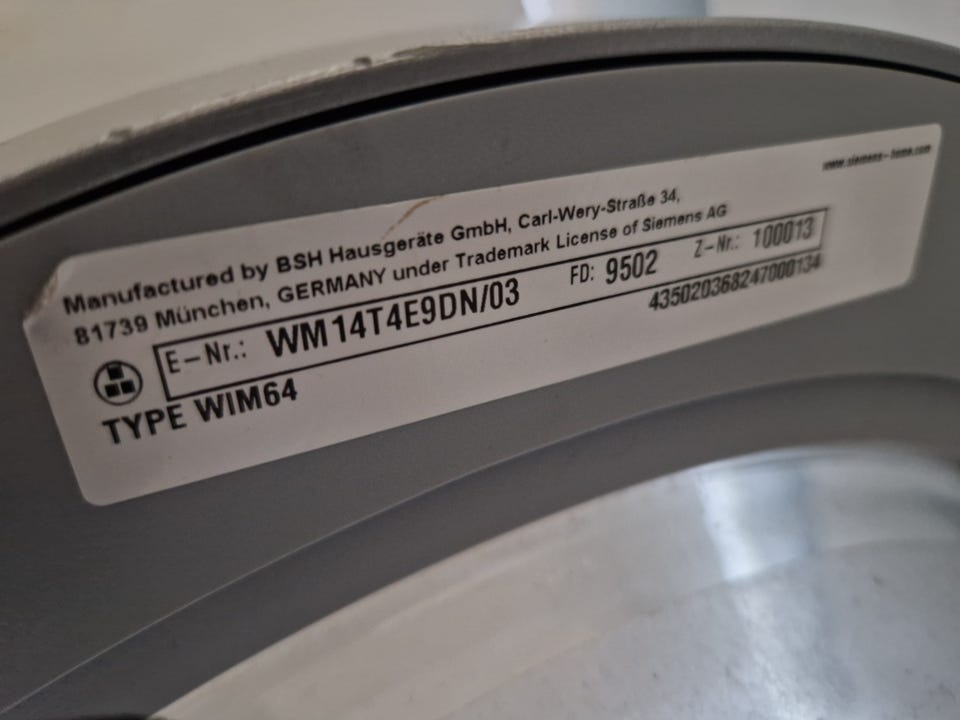 www.siemens-home.com
Manufactured by BSH Hausgeräte GmbH, Carl-Wery-Straße 34,
81739 München, GERMANY under Trademark License of Siemens AG
E-Nr.: WM14T4E9DN/03 FD: 9502 Z-Nr.: 100013
435020368247000134
TYPE WIM64